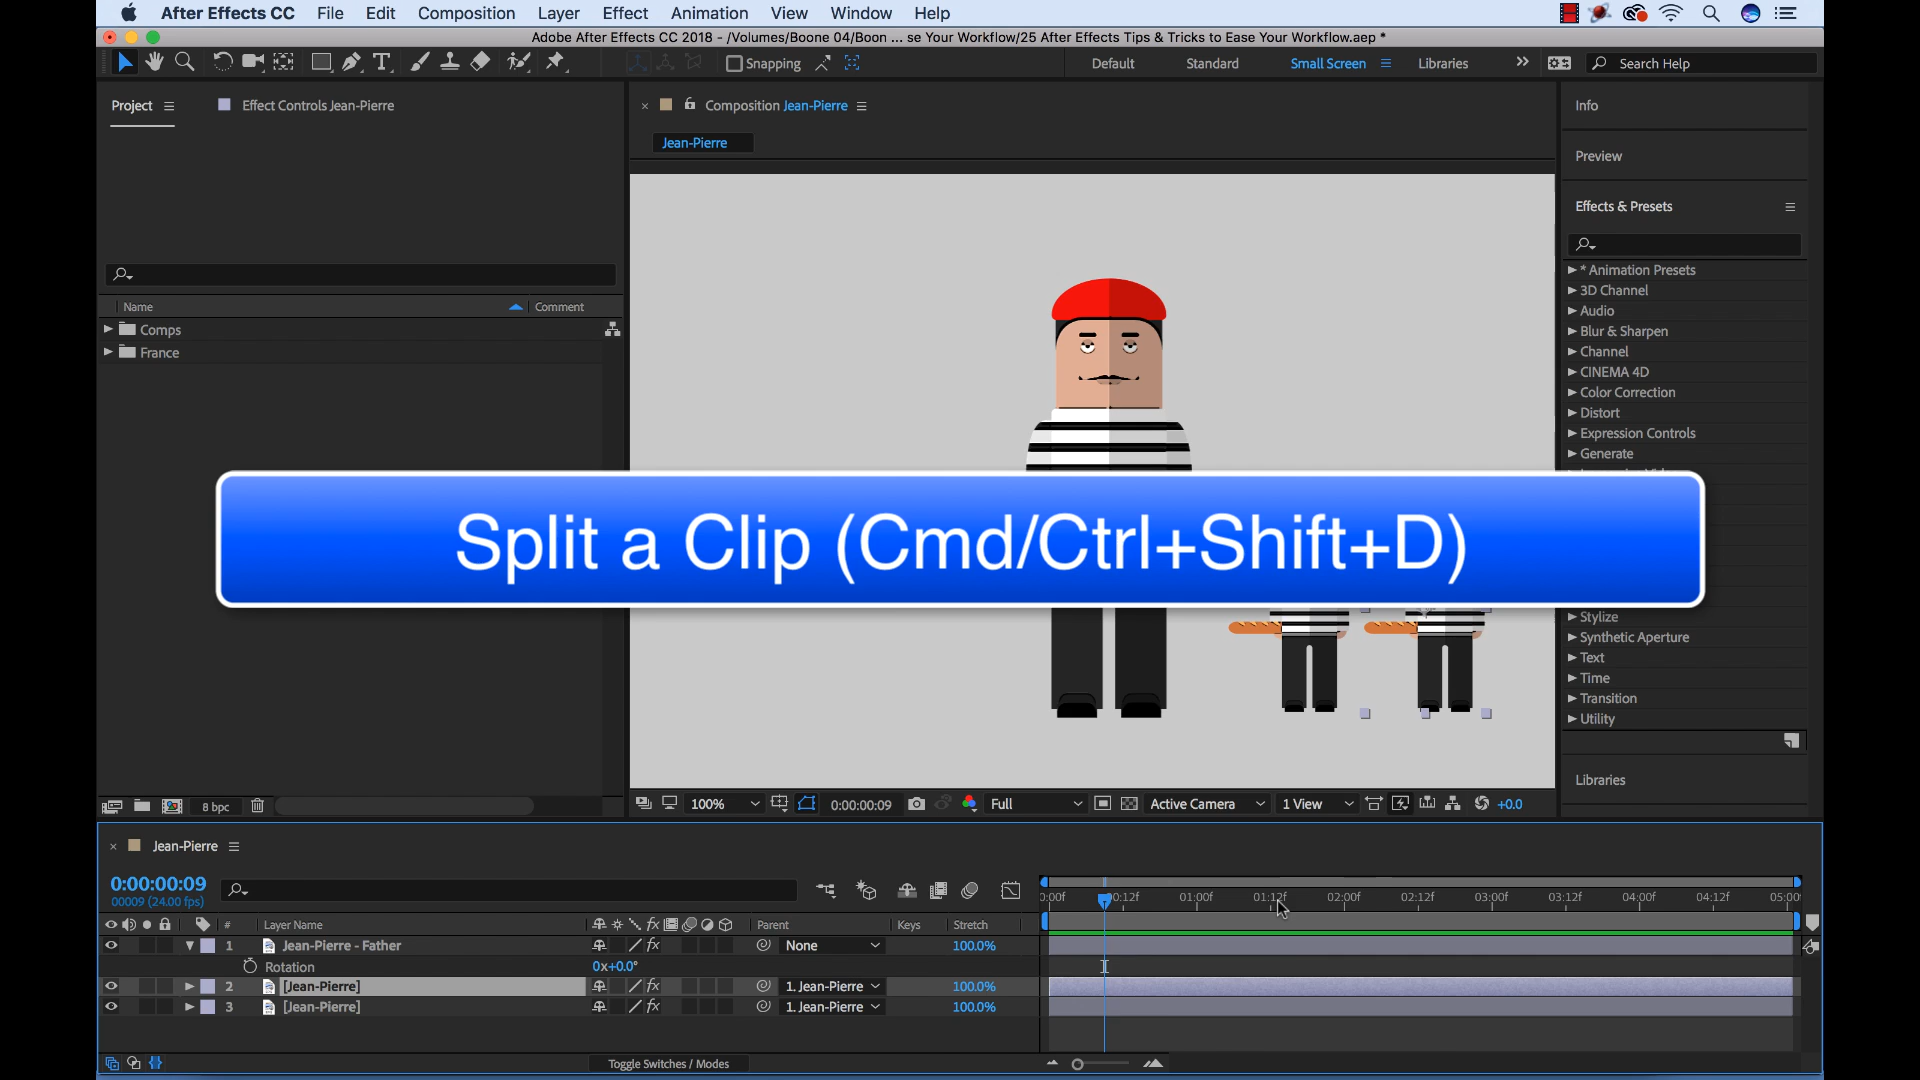 After Effects CC File Edit Composition Layer Effect Animation View Window Help
Adobe After Effects CC 2018 - /Volumes/Boone 04/Boon ... se Your Workflow/25 After Effects Tips & Tricks to Ease Your Workflow.aep *
Snapping Default Standard Small Screen Libraries Search Help
Project Effect Controls Jean-Pierre
Composition Jean-Pierre
Jean-Pierre
Name Comment
Comps
France
Info
Preview
Effects & Presets
* Animation Presets
3D Channel
Audio
Blur & Sharpen
Channel
CINEMA 4D
Color Correction
Distort
Expression Controls
Generate
Split a Clip (Cmd/Ctrl+Shift+D)
Stylize
Synthetic Aperture
Text
Time
Transition
Utility
Libraries
8 bpc
100% 0:00:00:09 Full Active Camera 1 View +0.0
Jean-Pierre
0:00:00:09
00009 (24.00 fps)
0:00f 00:12f 01:00f 01:12f 02:00f 02:12f 03:00f 03:12f 04:00f 04:12f 05:00
# Layer Name Parent Keys Stretch
1 Jean-Pierre - Father None 100.0%
Rotation 0x+0.0°
2 [Jean-Pierre] 1. Jean-Pierre 100.0%
3 [Jean-Pierre] 1. Jean-Pierre 100.0%
Toggle Switches / Modes